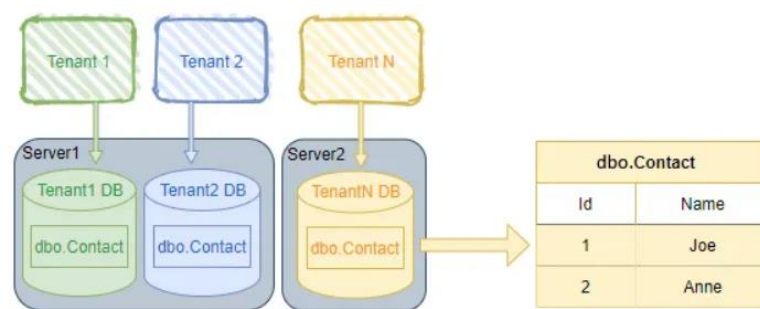 Tenant 1
Tenant 2
Tenant N
Server1
Server2
Tenant1 DB
Tenant2 DB
TenantN DB
dbo.Contact
dbo.Contact
dbo.Contact
dbo.Contact
Id Name
1 Joe
2 Anne